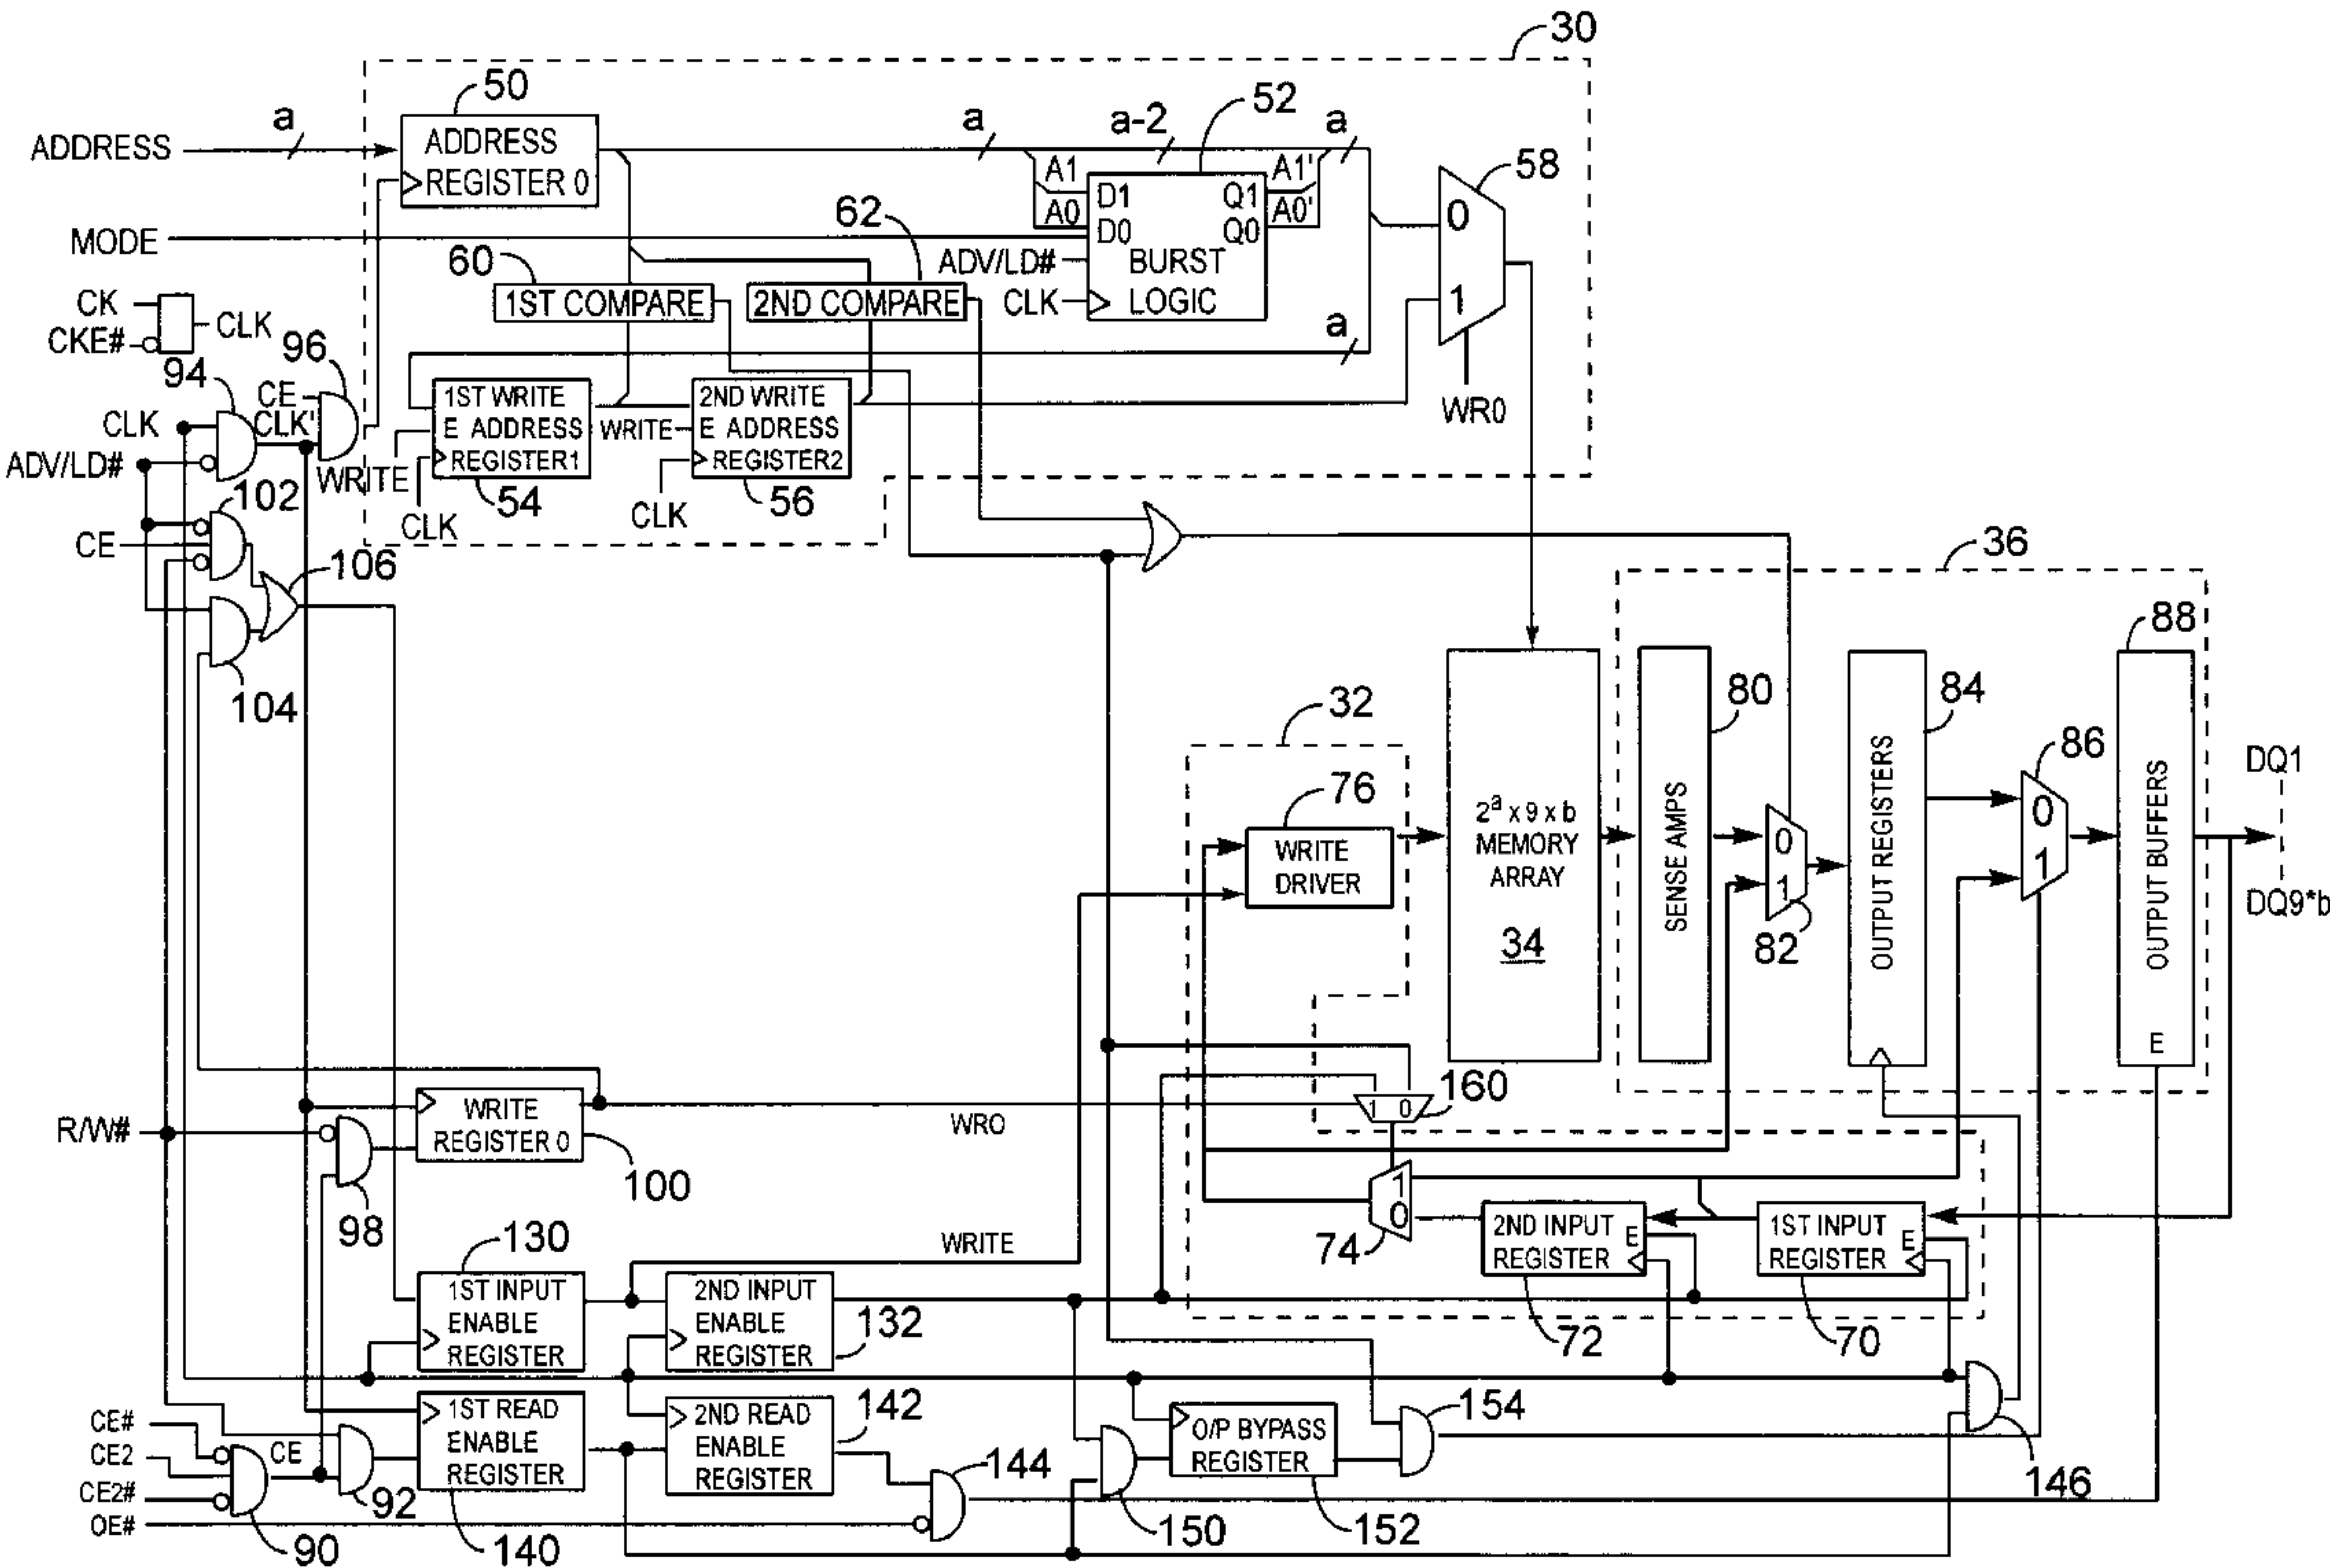 30
50
52
a
a
a-2
a
ADDRESS
ADDRESS
REGISTER 0
A1
A1'
58
D1
Q1
A0
A0'
D0
Q0
0
62
MODE
60
ADV/LD#
BURST
1ST COMPARE
2ND COMPARE
CLK
LOGIC
1
CK
CLK
CKE#
96
a
94
CE
1ST WRITE
E ADDRESS
REGISTER1
WRITE
2ND WRITE
E ADDRESS
REGISTER2
WR0
CLK
CLK'
ADV/LD#
WRITE
102
54
56
CLK
CLK
CE
106
36
104
88
80
84
32
86
DQ1
76
0
2a x 9 x b
MEMORY
ARRAY
34
WRITE
DRIVER
SENSE AMPS
0
1
OUTPUT REGISTERS
1
OUTPUT BUFFERS
DQ9*b
82
E
160
1 0
WRITE
REGISTER 0
WRO
R/W#
100
98
1
0
2ND INPUT
REGISTER
E
1ST INPUT
REGISTER
E
130
WRITE
74
1ST INPUT
ENABLE
REGISTER
2ND INPUT
ENABLE
REGISTER
132
72
70
142
154
CE#
CE2
CE2#
OE#
CE
1ST READ
ENABLE
REGISTER
2ND READ
ENABLE
REGISTER
O/P BYPASS
REGISTER
144
146
92
90
140
150
152